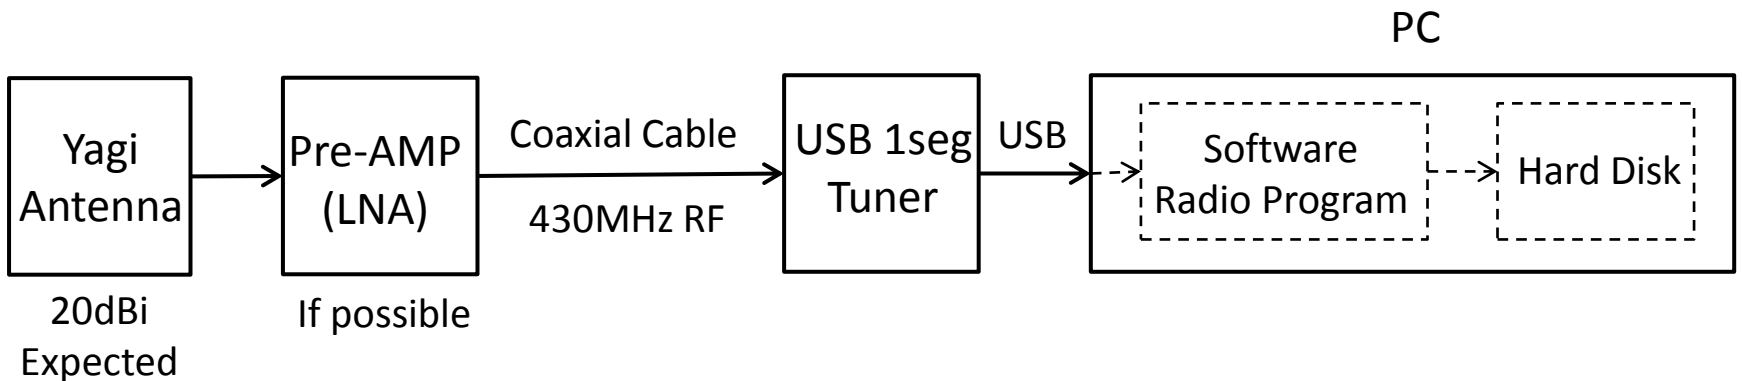 PC
Yagi
Antenna
20dBi
Expected
Pre-AMP
(LNA)
If possible
Coaxial Cable
430MHz RF
USB 1seg
Tuner
USB
Software
Radio Program
Hard Disk